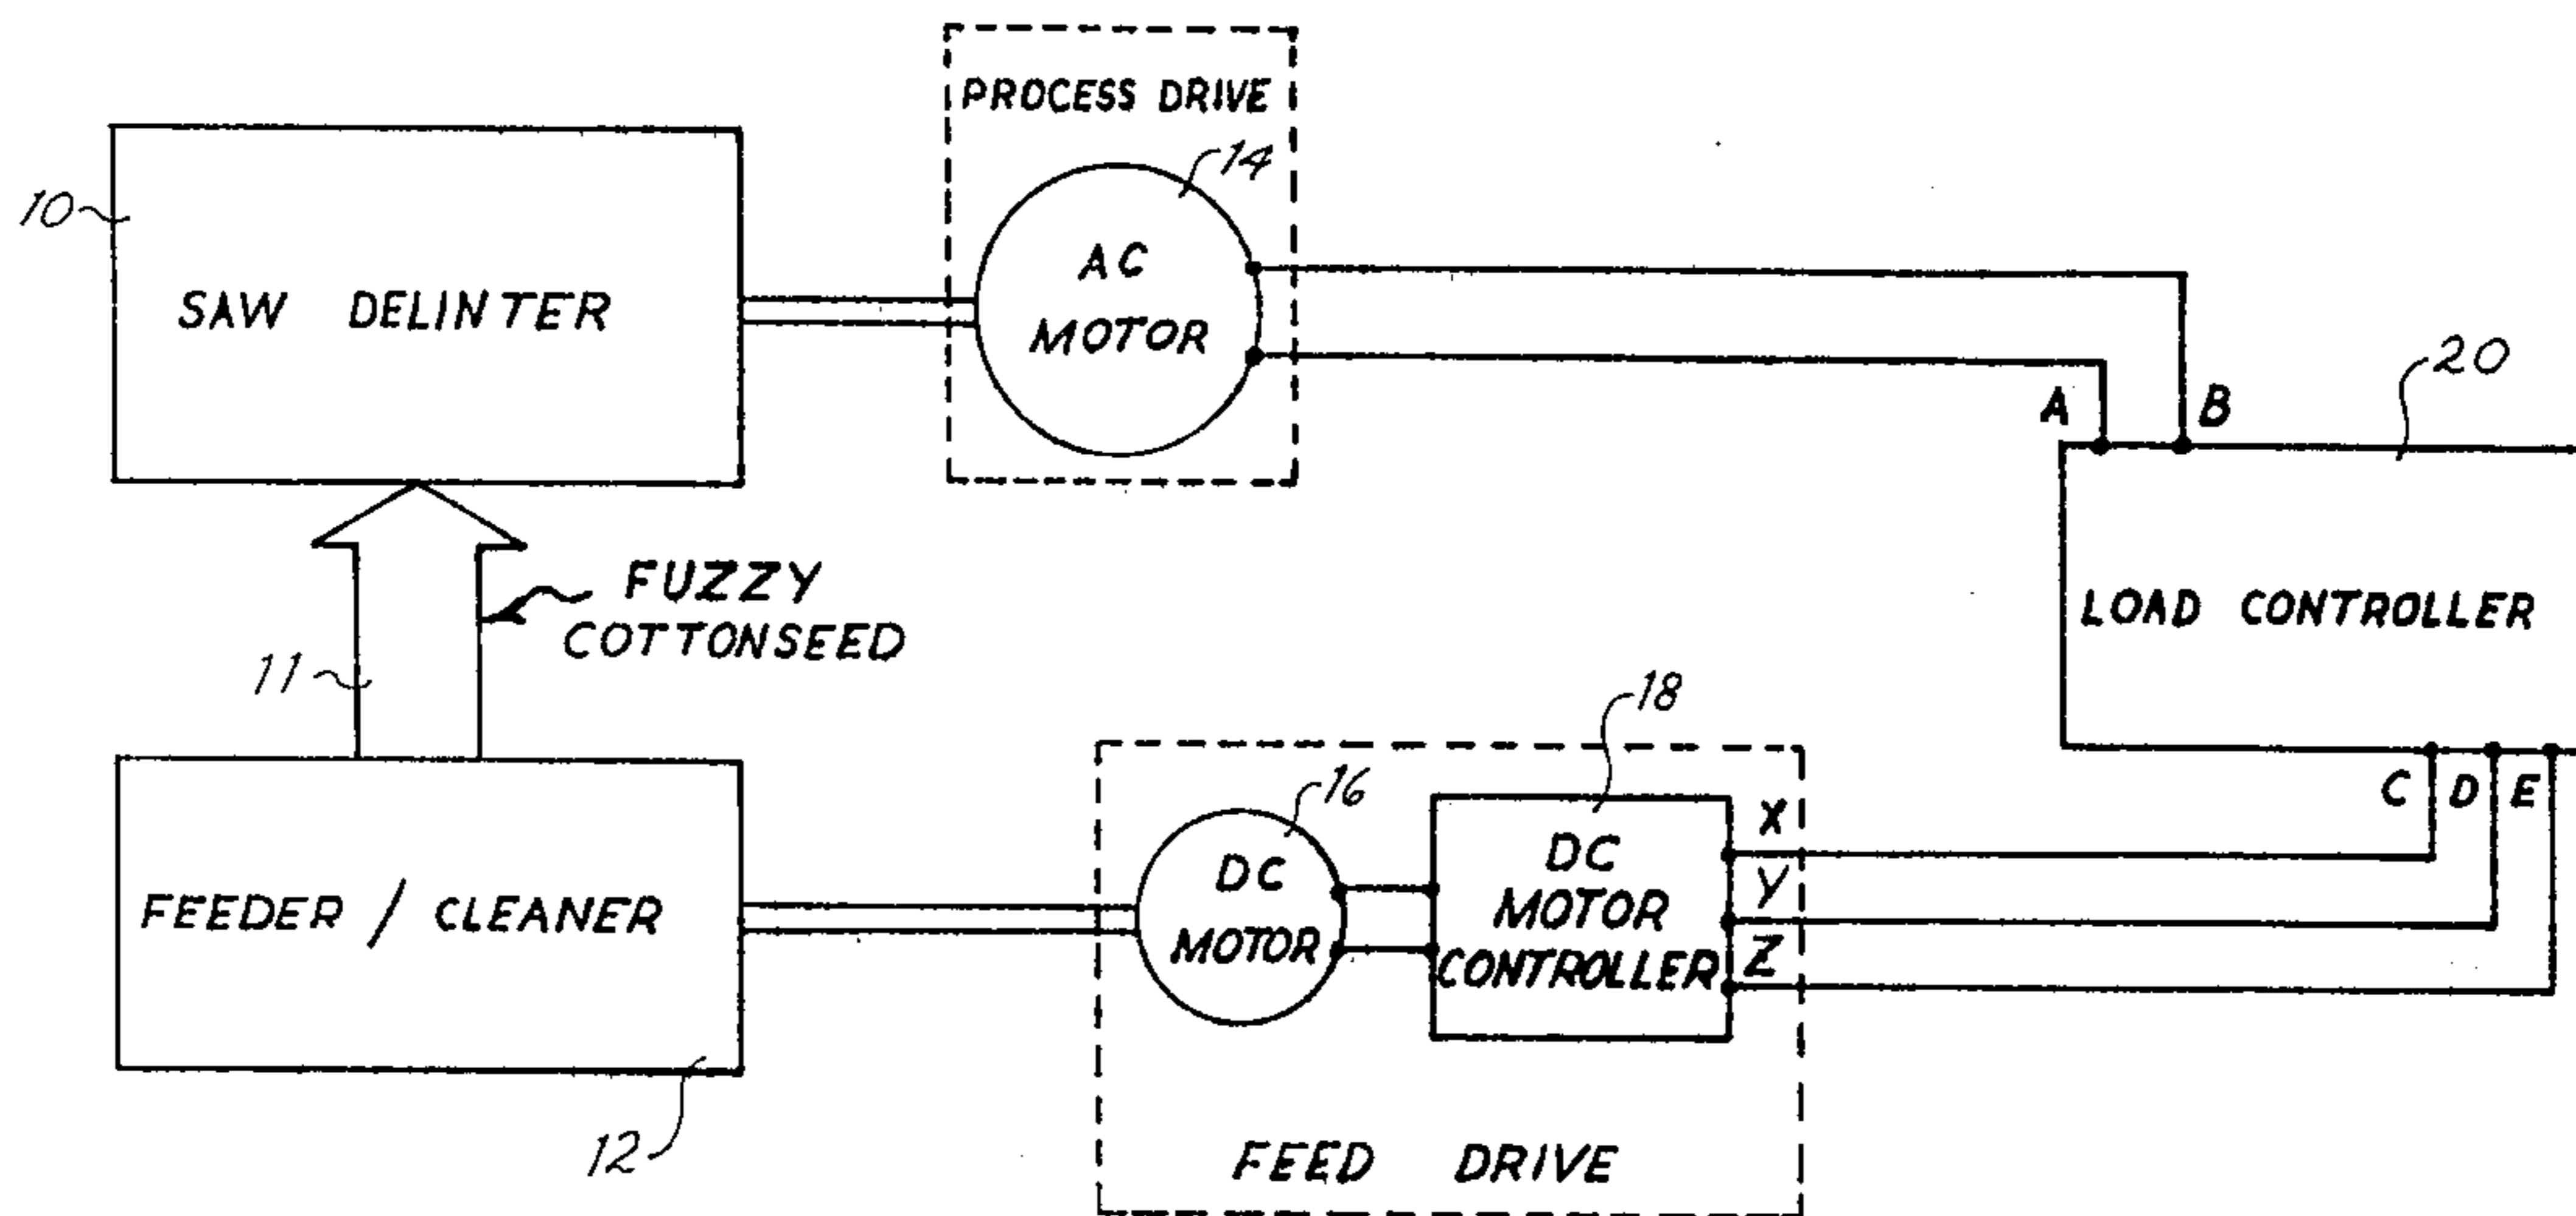 PROCESS DRIVE
14
10
AC
MOTOR
SAW DELINTER
20
A
B
FUZZY
COTTONSEED
LOAD CONTROLLER
11
18
16
X
C
D
E
DC
MOTOR
DC
MOTOR
CONTROLLER
Y
Z
FEEDER / CLEANER
12
FEED DRIVE